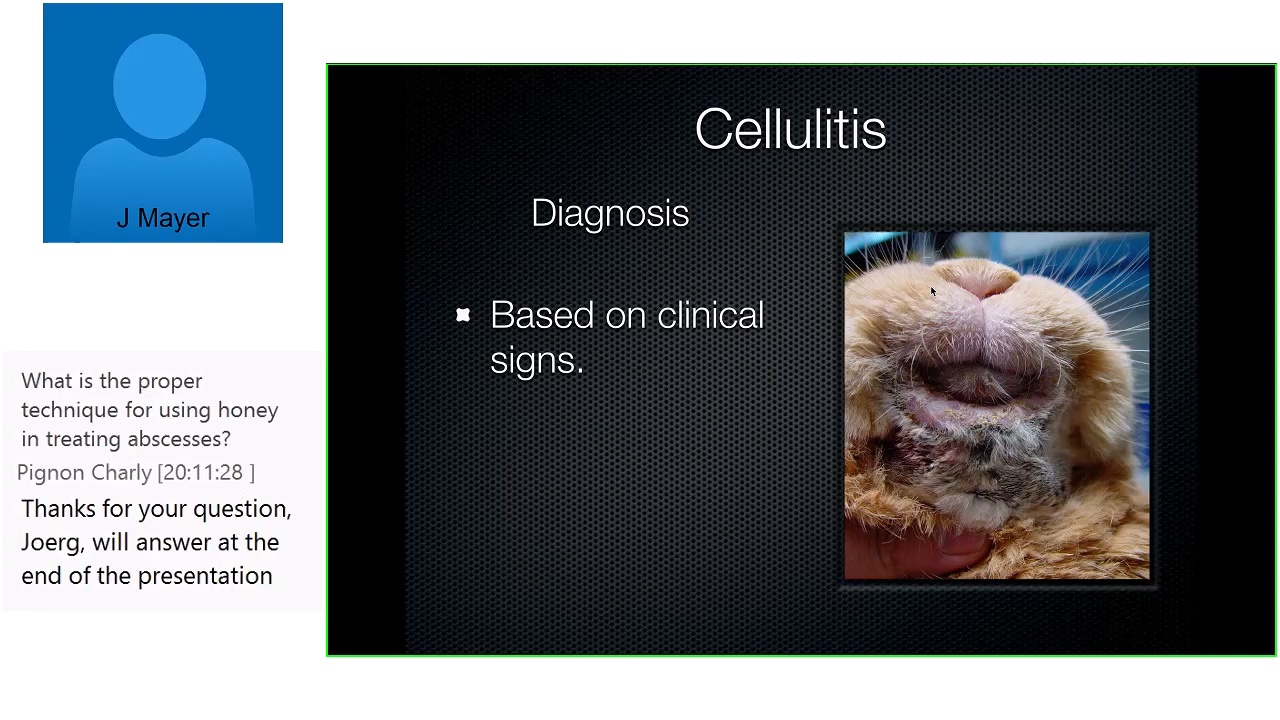 J Mayer
What is the proper
technique for using honey
in treating abscesses?
Pignon Charly [20:11:28 ]
Thanks for your question,
Joerg, will answer at the
end of the presentation
Cellulitis
Diagnosis
Based on clinical
signs.